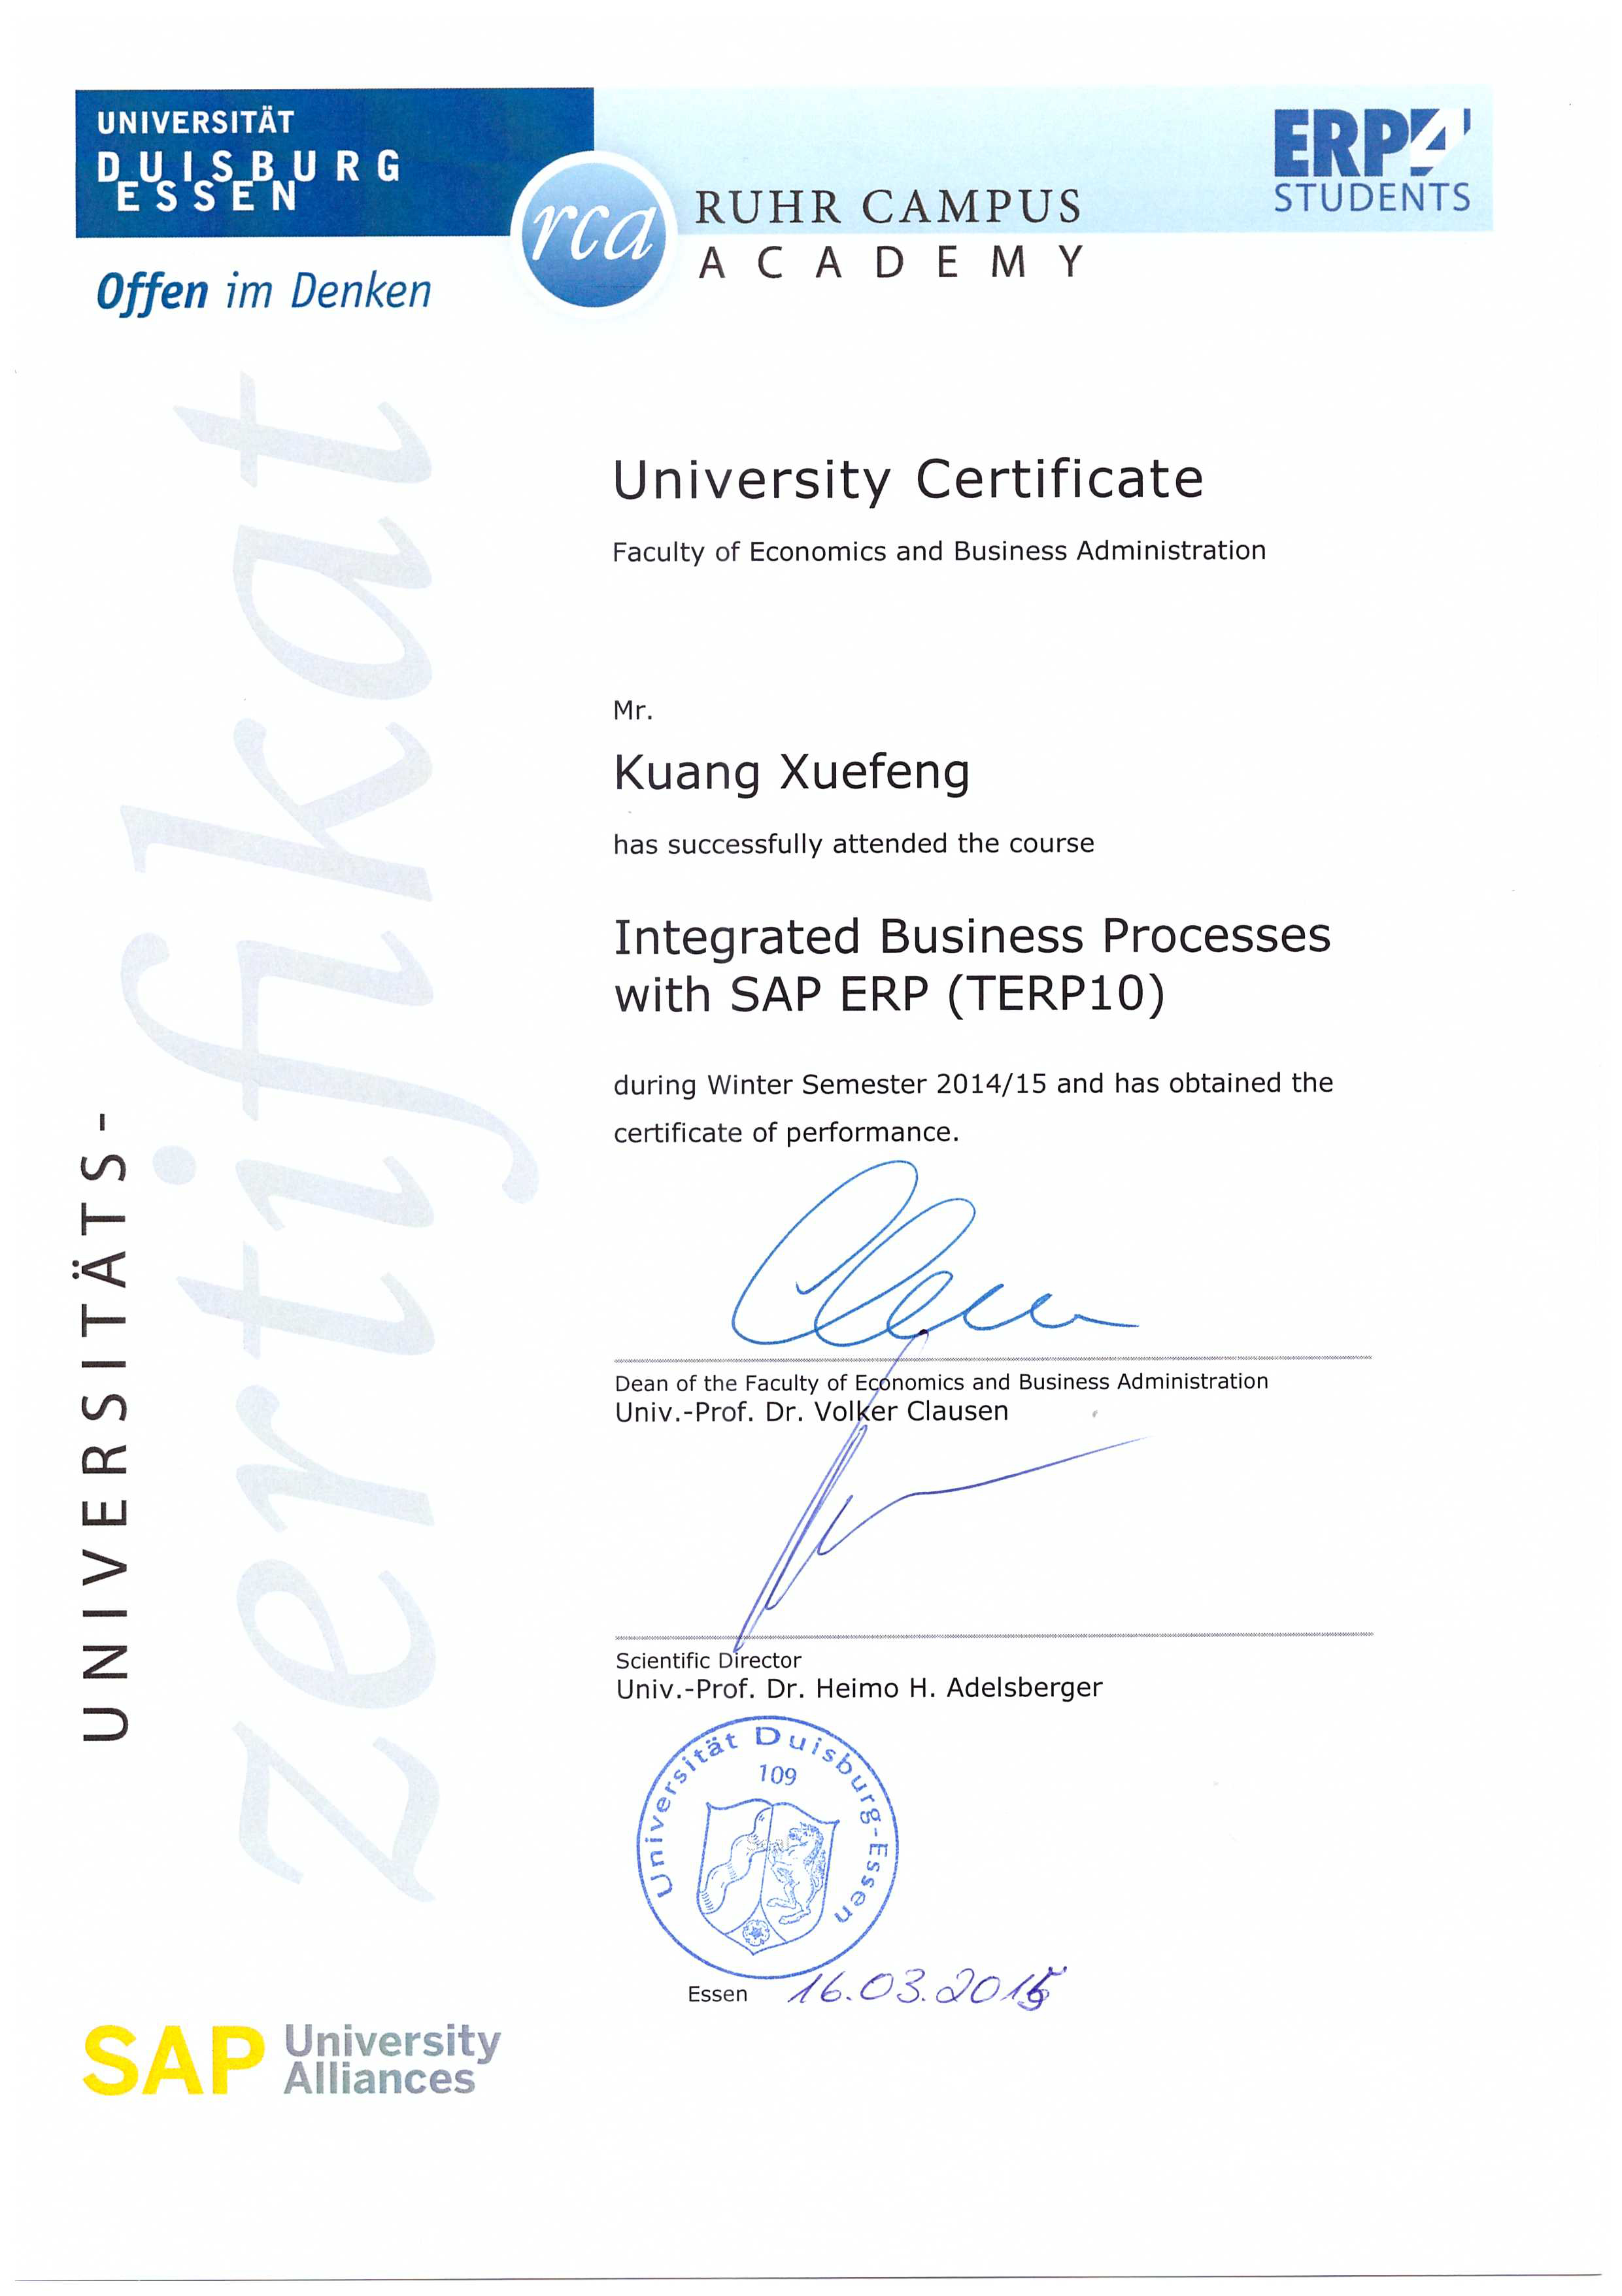 UNIVERSITÄT
DUISBURG
ESSEN
Offen im Denken
rca
RUHR CAMPUS
ACADEMY
ERP4
STUDENTS
University Certificate
Faculty of Economics and Business Administration
Mr.
Kuang Xuefeng
has successfully attended the course
Integrated Business Processes
with SAP ERP (TERP10)
during Winter Semester 2014/15 and has obtained the
certificate of performance.
Dean of the Faculty of Economics and Business Administration
Univ.-Prof. Dr. Volker Clausen
Scientific Director
Univ.-Prof. Dr. Heimo H. Adelsberger
Universität Duisburg-Essen
109
Essen 16.03.2015
UNIVERSITÄTS-
zertifikat
SAP University
Alliances